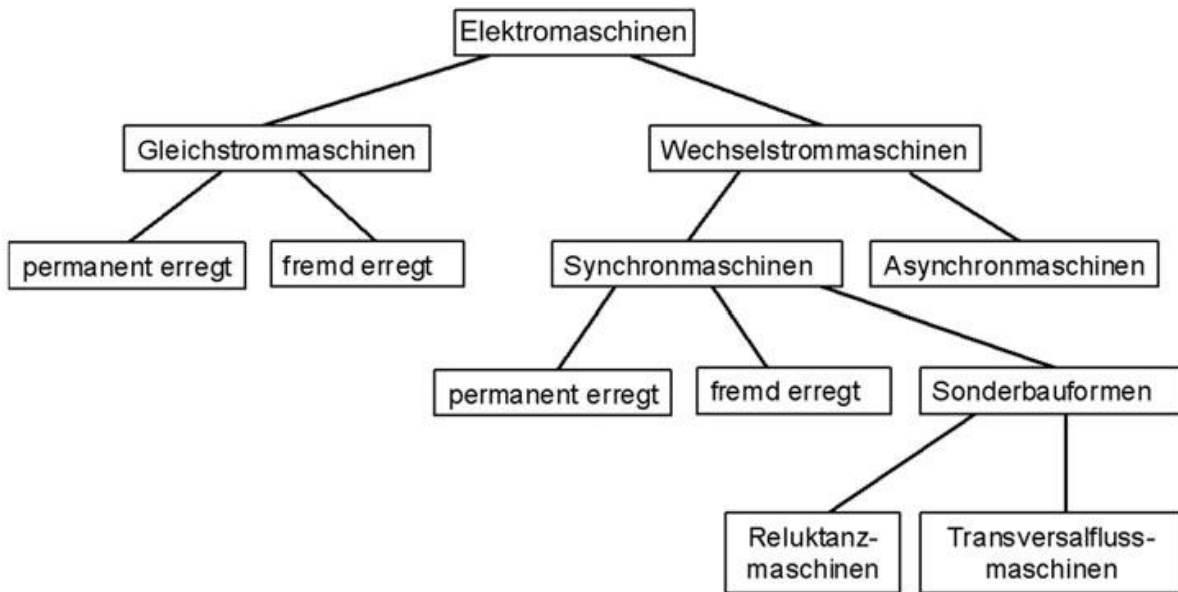 Elektromaschinen
Gleichstrommaschinen
Wechselstrommaschinen
permanent erregt
fremd erregt
Synchronmaschinen
Asynchronmaschinen
permanent erregt
fremd erregt
Sonderbauformen
Reluktanz-
maschinen
Transversalfluss-
maschinen